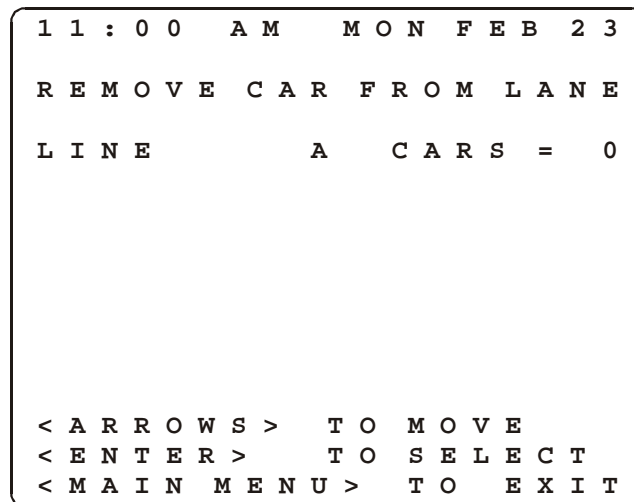 11:00 AM MON FEB 23
REMOVE CAR FROM LANE
LINE A CARS = 0
<ARROWS> TO MOVE
<ENTER> TO SELECT
<MAIN MENU> TO EXIT